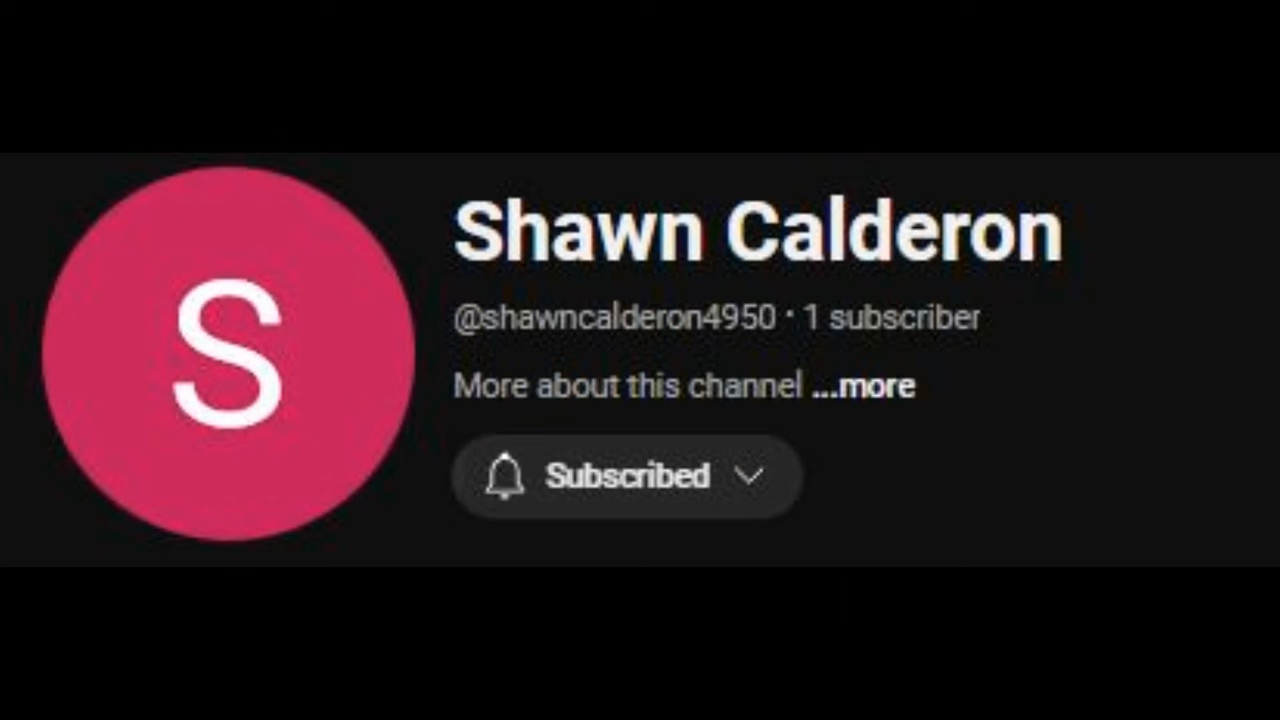 S
Shawn Calderon
@shawncalderon4950 · 1 subscriber
More about this channel ...more
Subscribed